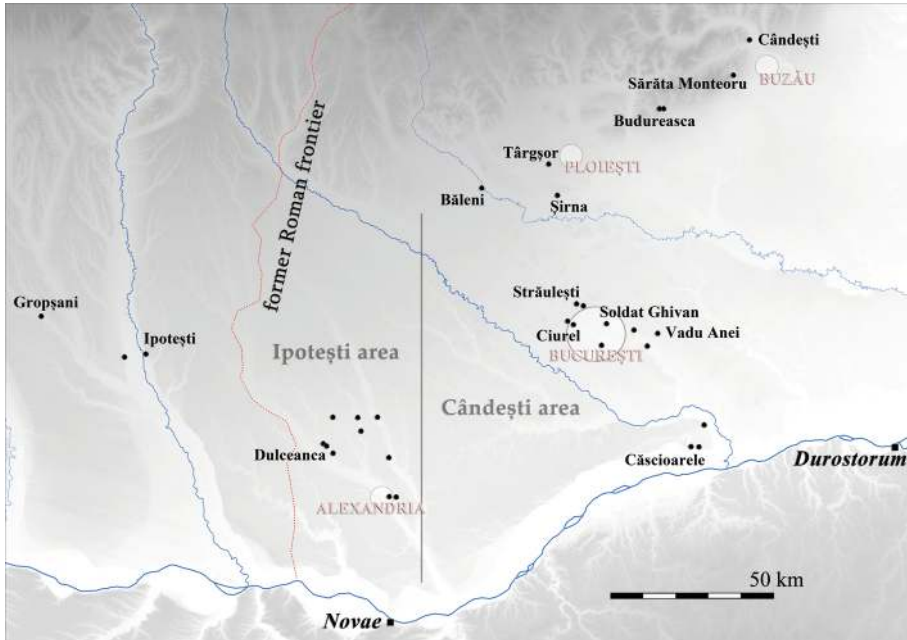 Cândești
BUZĂU
Sărăta Monteoru
Budureasca
Târgșor
PLOIEȘTI
Băleni
Șirna
former Roman frontier
Gropșani
Ipotești
Ipotești area
Străulești
Soldat Ghivan
Ciurel
Vadu Anei
BUCUREȘTI
Cândești area
Dulceanca
Căscioarele
Durostorum
ALEXANDRIA
50 km
Novae